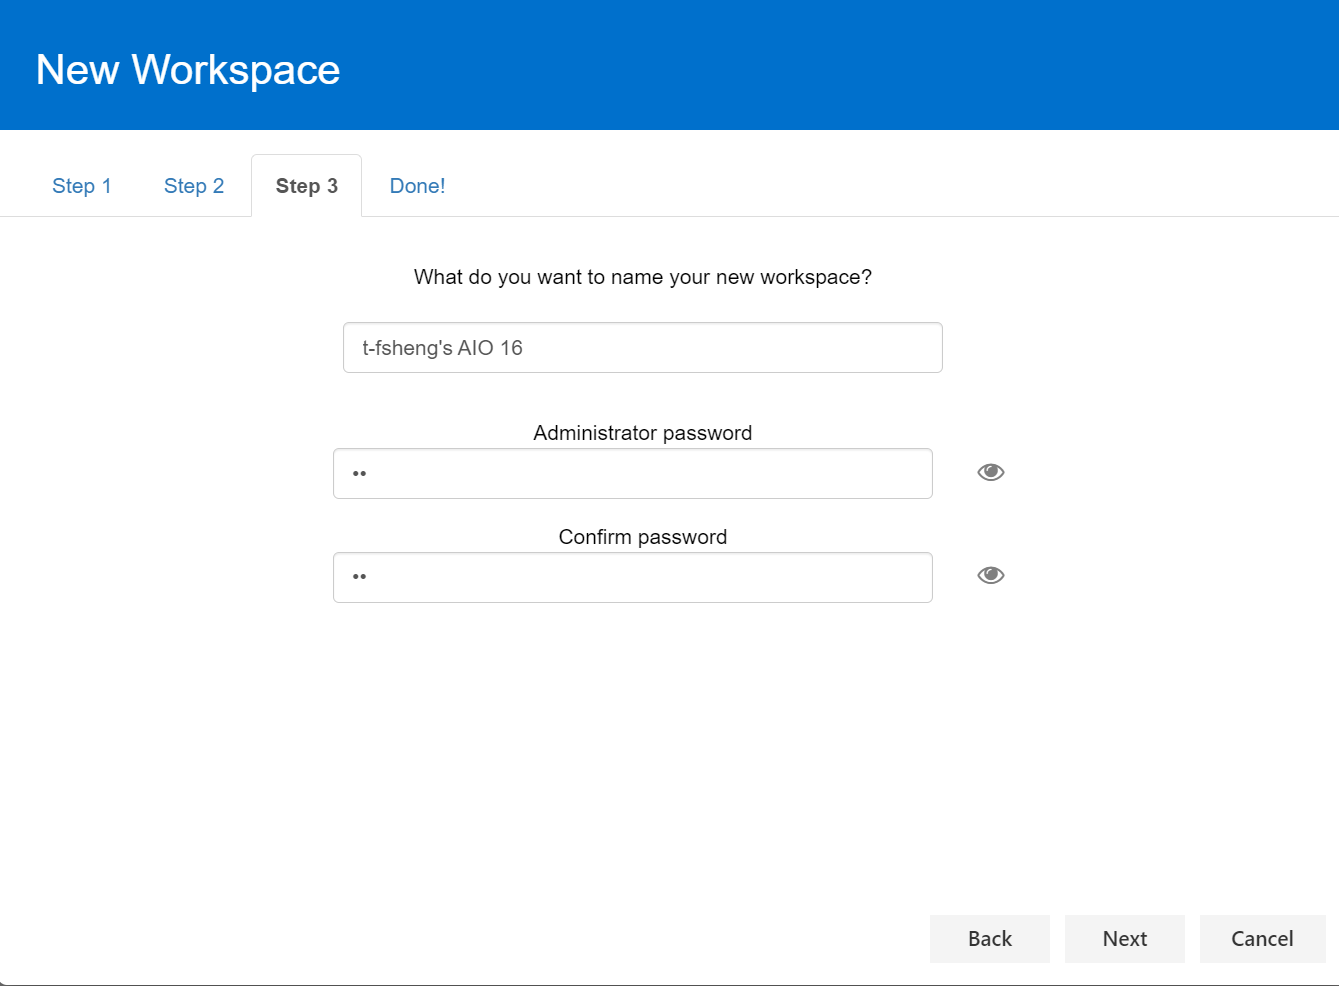 New Workspace
Step 1
Step 2
Step 3
Done!
What do you want to name your new workspace?
t-fsheng's AIO 16
Administrator password
••
Confirm password
••
Back
Next
Cancel